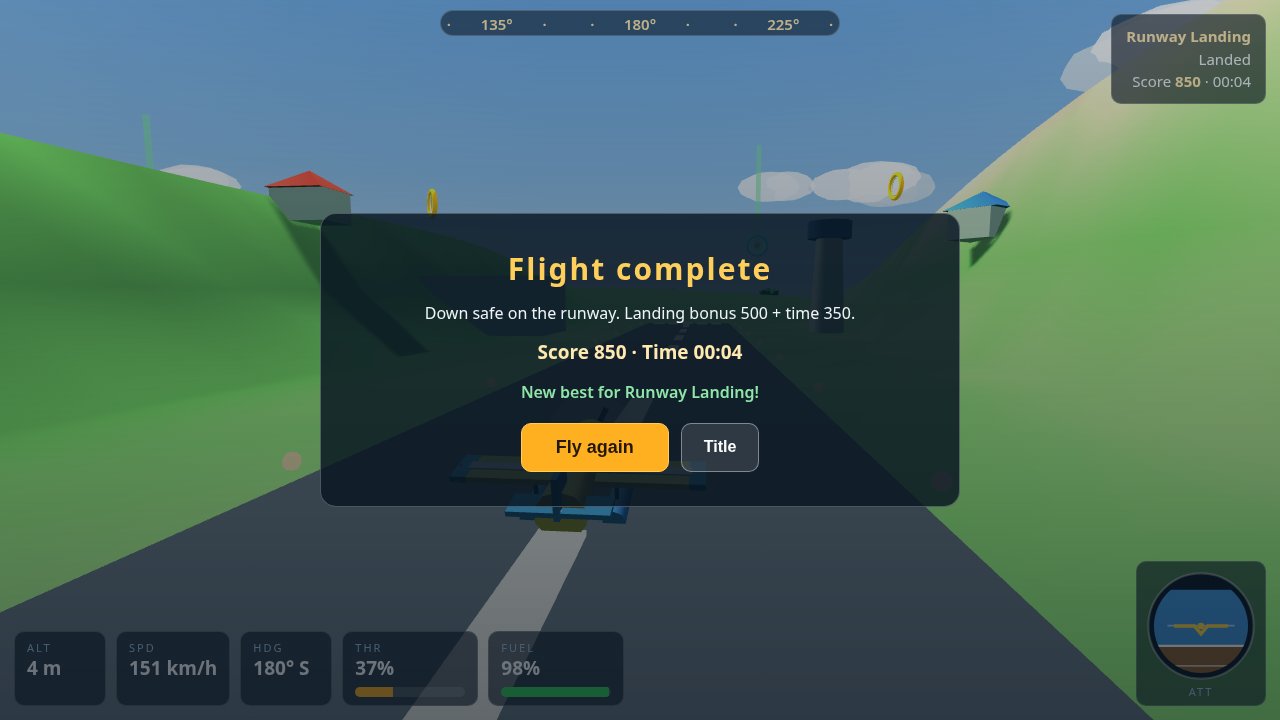 · 135° · · 180° · · 225° ·
Runway Landing
Landed
Score 850 · 00:04
Flight complete
Down safe on the runway. Landing bonus 500 + time 350.
Score 850 · Time 00:04
New best for Runway Landing!
Fly again Title
ALT SPD HDG THR FUEL
4 m 151 km/h 180° S 37% 98%
ATT